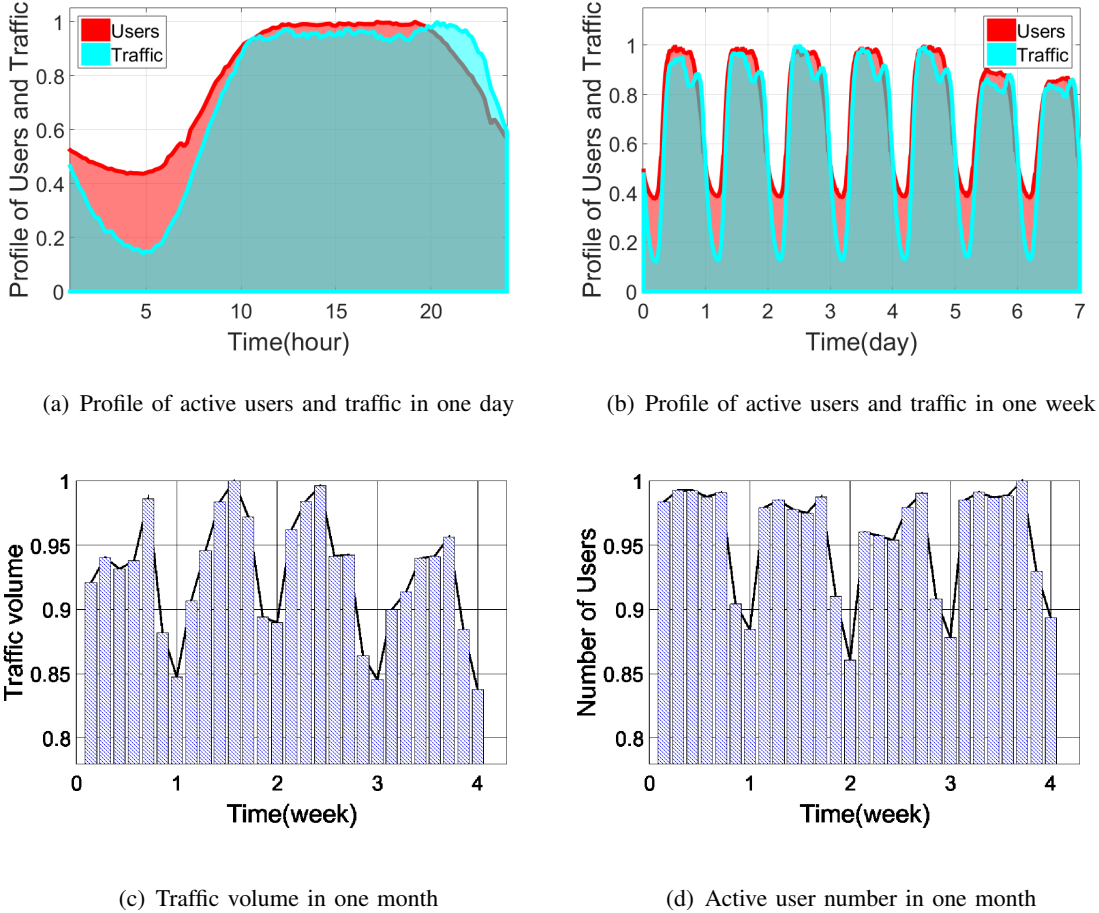 Profile of Users and Traffic
1
0.8
0.6
0.4
0.2
0
Users
Traffic
5
10
15
20
Time(hour)
(a) Profile of active users and traffic in one day
Profile of Users and Traffic
1
0.8
0.6
0.4
0.2
0
Users
Traffic
0
1
2
3
4
5
6
7
Time(day)
(b) Profile of active users and traffic in one week
Traffic volume
1
0.95
0.9
0.85
0.8
0
1
2
3
4
Time(week)
(c) Traffic volume in one month
Number of Users
1
0.95
0.9
0.85
0.8
0
1
2
3
4
Time(week)
(d) Active user number in one month